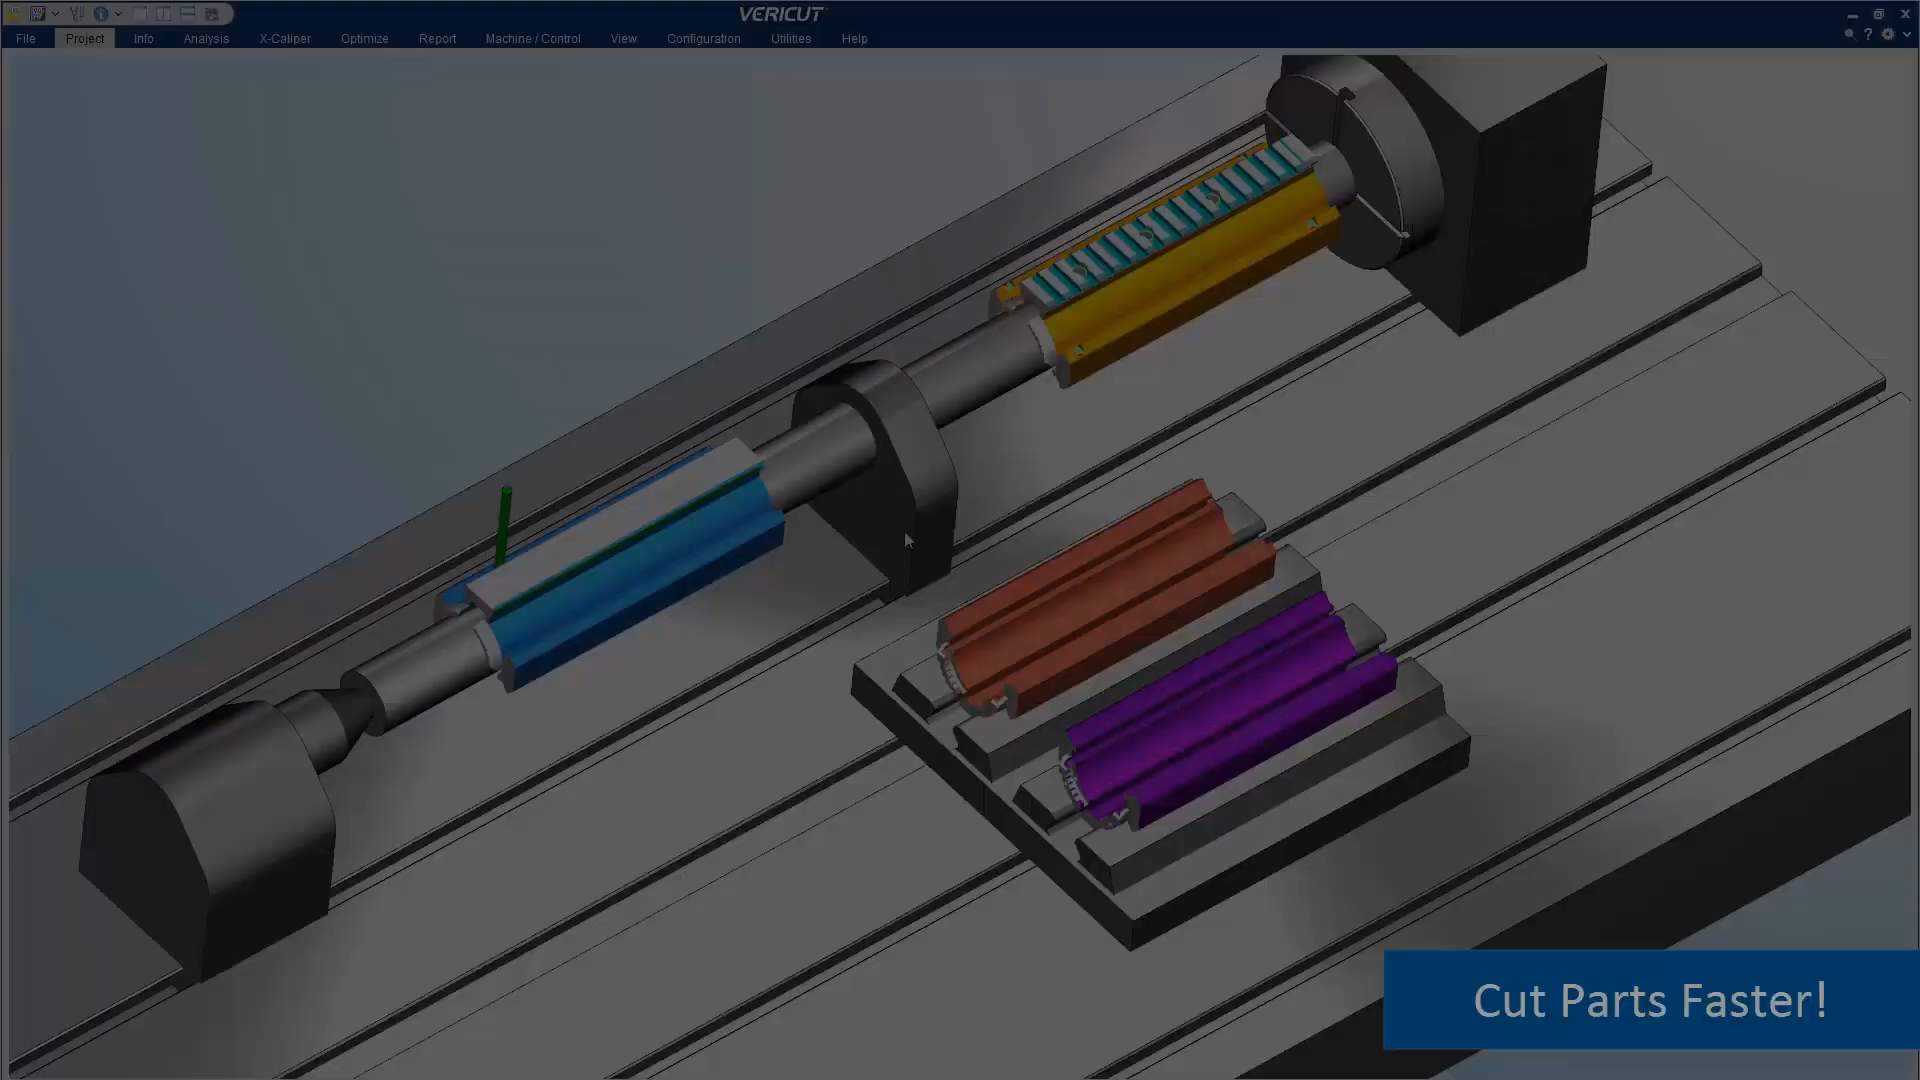 VERICUT
File Project Info Analysis X-Caliper Optimize Report Machine / Control View Configuration Utilities Help
Cut Parts Faster!